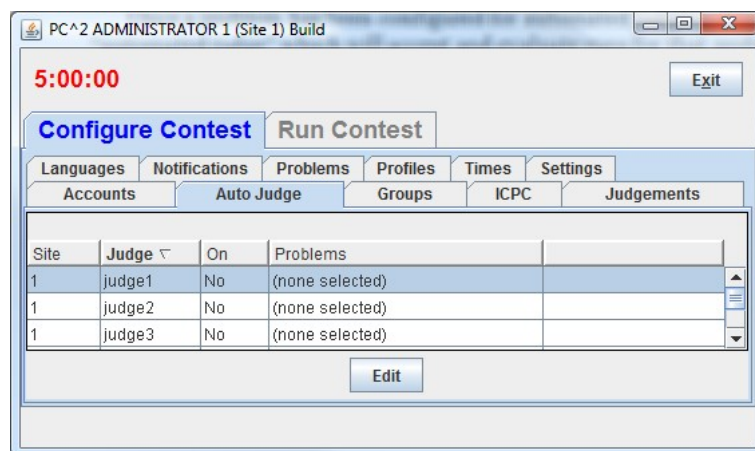 PC^2 ADMINISTRATOR 1 (Site 1) Build
5:00:00
Exit
Configure Contest Run Contest
Languages Notifications Problems Profiles Times Settings
Accounts Auto Judge Groups ICPC Judgements
Site Judge On Problems
1 judge1 No (none selected)
1 judge2 No (none selected)
1 judge3 No (none selected)
Edit